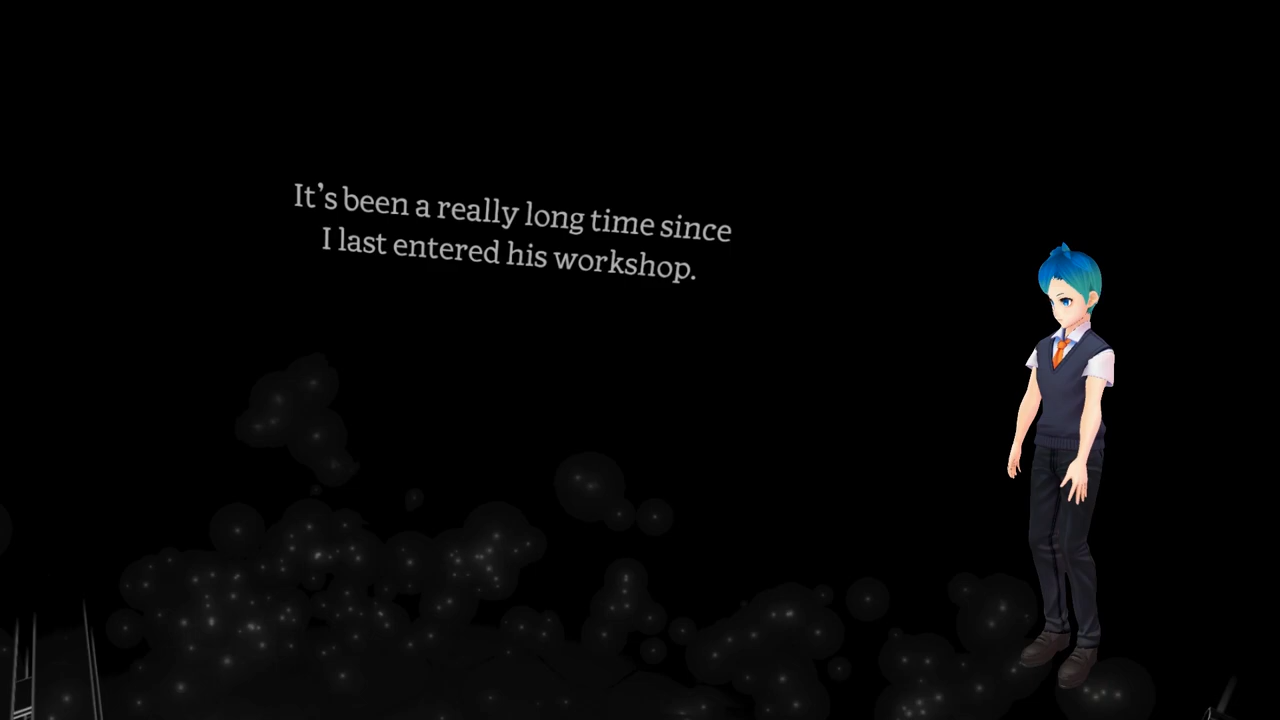 It’s been a really long time since
I last entered his workshop.